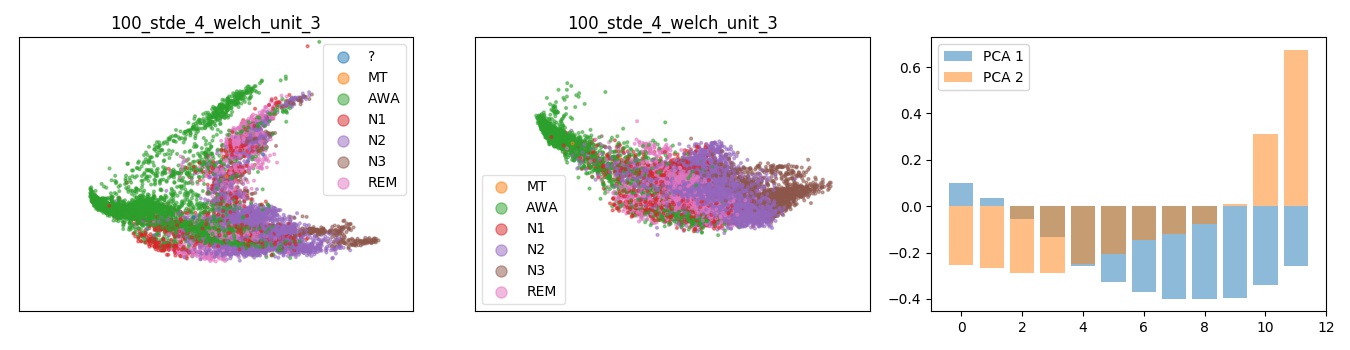 100_stde_4_welch_unit_3
?
MT
AWA
N1
N2
N3
REM
100_stde_4_welch_unit_3
MT
AWA
N1
N2
N3
REM
PCA 1
PCA 2
0.6
0.4
0.2
0.0
−0.2
−0.4
0 2 4 6 8 10 12